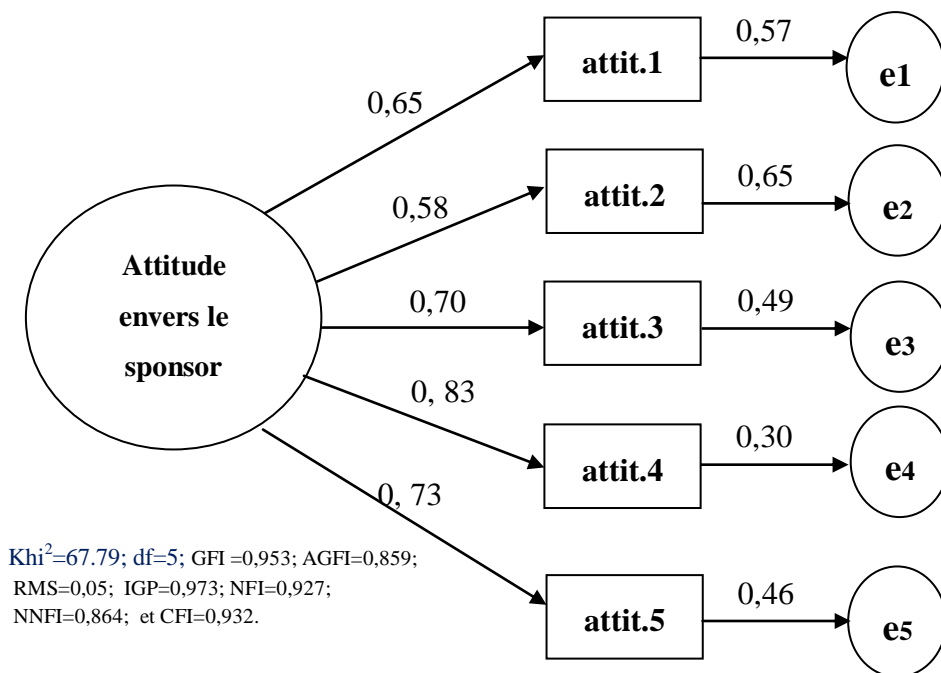 0,57
attit.1
e1
0,65
0,65
attit.2
e2
0,58
Attitude
envers le
sponsor
0,70
attit.3
0,49
e3
0, 83
attit.4
0,30
e4
0, 73
Khi²=67.79; df=5; GFI =0,953; AGFI=0,859;
RMS=0,05; IGP=0,973; NFI=0,927;
NNFI=0,864; et CFI=0,932.
attit.5
0,46
e5